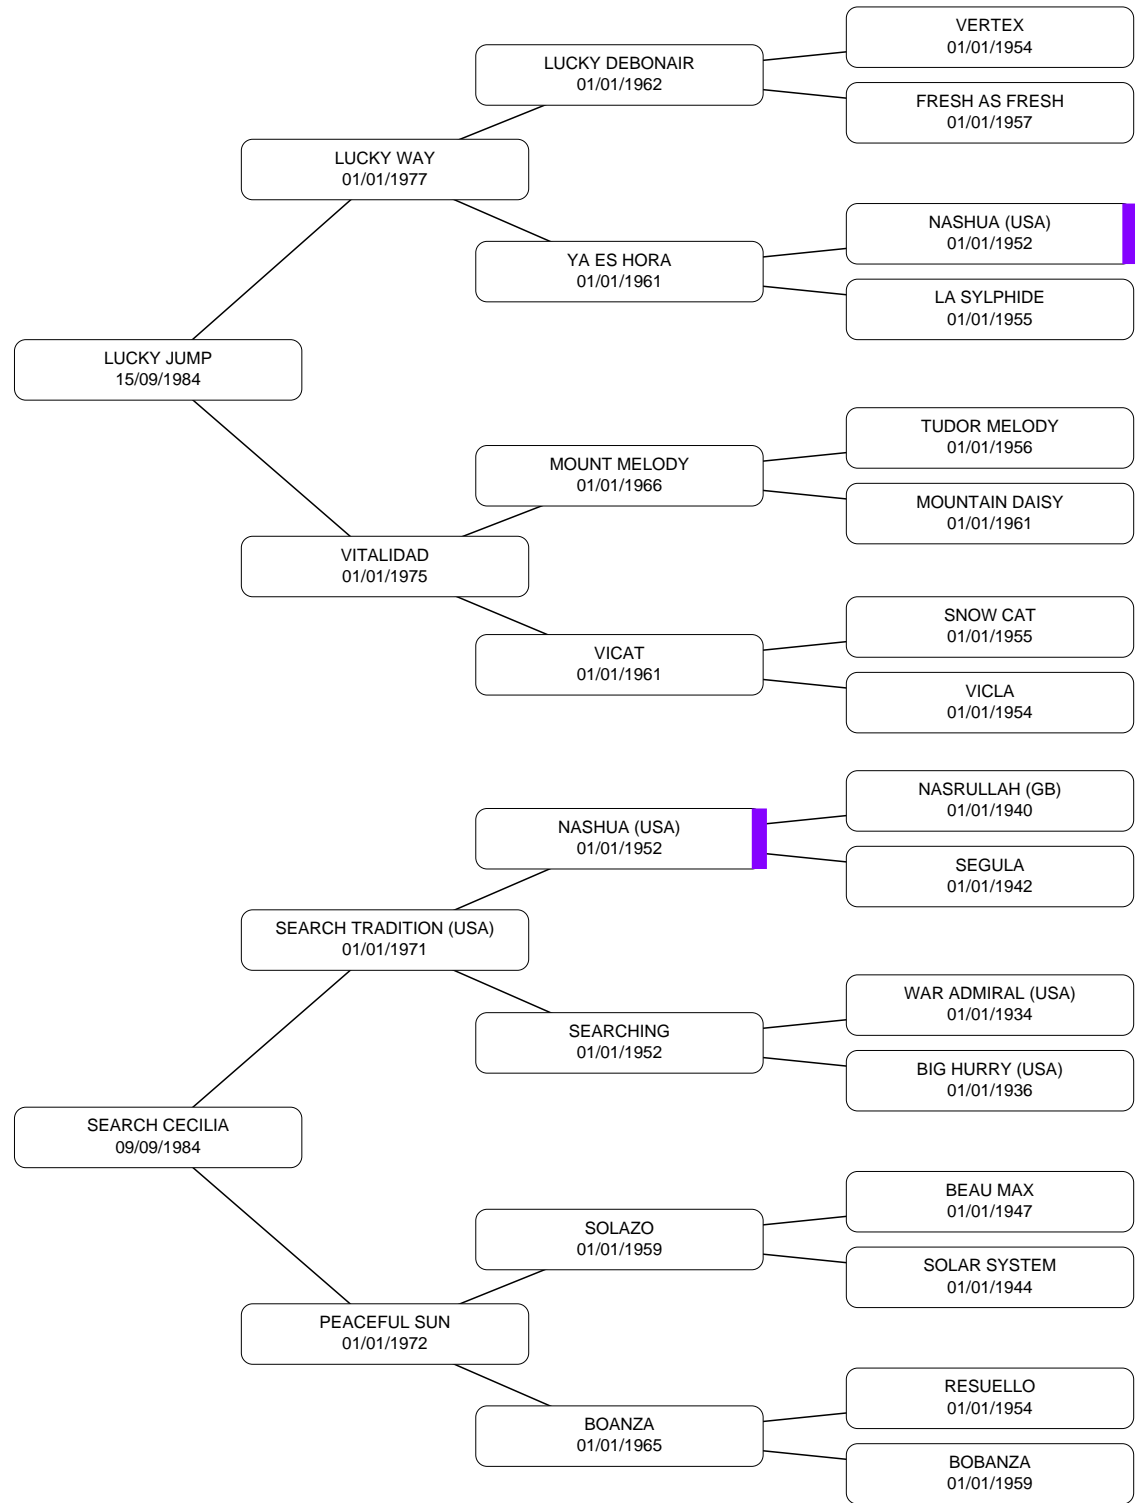 VERTEX
01/01/1954
LUCKY DEBONAIR
01/01/1962
FRESH AS FRESH
01/01/1957
LUCKY WAY
01/01/1977
NASHUA (USA)
01/01/1952
YA ES HORA
01/01/1961
LA SYLPHIDE
01/01/1955
LUCKY JUMP
15/09/1984
TUDOR MELODY
01/01/1956
MOUNT MELODY
01/01/1966
MOUNTAIN DAISY
01/01/1961
VITALIDAD
01/01/1975
SNOW CAT
01/01/1955
VICAT
01/01/1961
VICLA
01/01/1954
NASRULLAH (GB)
01/01/1940
NASHUA (USA)
01/01/1952
SEGULA
01/01/1942
SEARCH TRADITION (USA)
01/01/1971
WAR ADMIRAL (USA)
01/01/1934
SEARCHING
01/01/1952
BIG HURRY (USA)
01/01/1936
SEARCH CECILIA
09/09/1984
BEAU MAX
01/01/1947
SOLAZO
01/01/1959
SOLAR SYSTEM
01/01/1944
PEACEFUL SUN
01/01/1972
RESUELLO
01/01/1954
BOANZA
01/01/1965
BOBANZA
01/01/1959